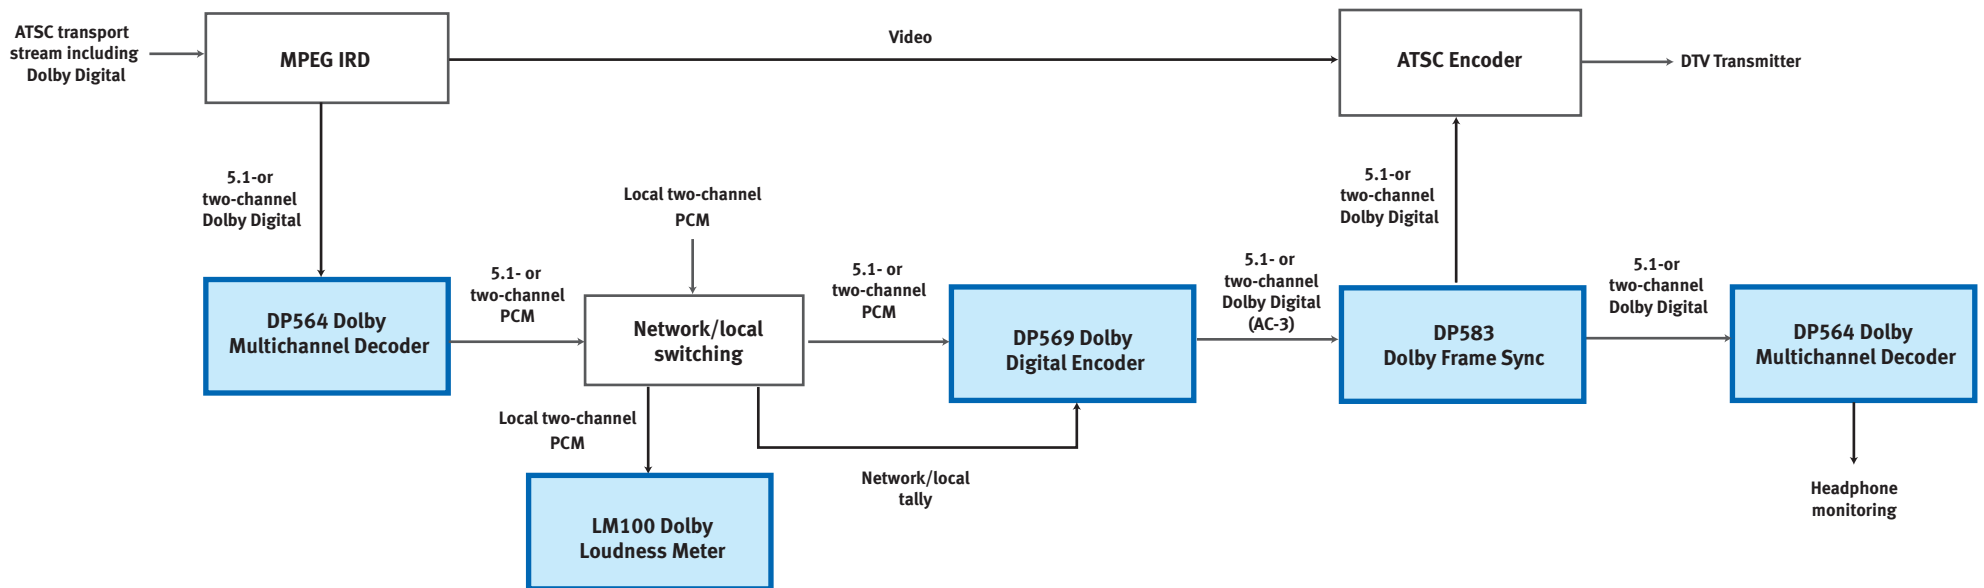 ATSC transport
stream including
Dolby Digital
MPEG IRD
Video
ATSC Encoder
DTV Transmitter
5.1-or
two-channel
Dolby Digital
Local two-channel
PCM
5.1-or
two-channel
Dolby Digital
DP564 Dolby
Multichannel Decoder
5.1- or
two-channel
PCM
Network/local
switching
5.1- or
two-channel
PCM
DP569 Dolby
Digital Encoder
5.1- or
two-channel
Dolby Digital
(AC-3)
DP583
Dolby Frame Sync
5.1-or
two-channel
Dolby Digital
DP564 Dolby
Multichannel Decoder
Local two-channel
PCM
Network/local
tally
LM100 Dolby
Loudness Meter
Headphone
monitoring